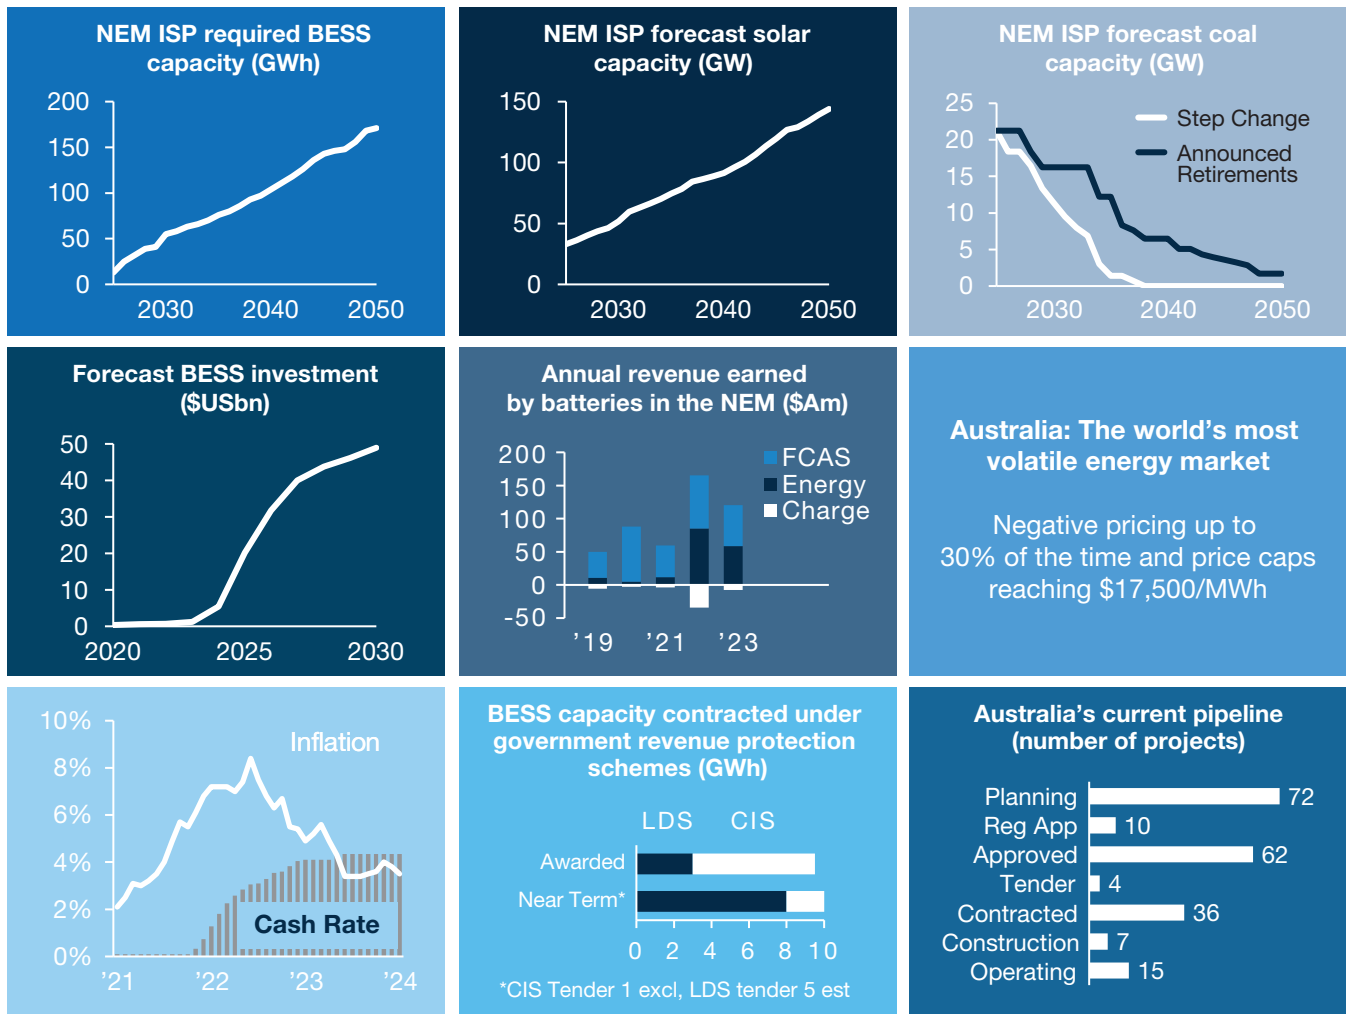 NEM ISP required BESS
capacity (GWh)
200
150
100
50
0
2030 2040 2050
NEM ISP forecast solar
capacity (GW)
150
100
50
0
2030 2040 2050
NEM ISP forecast coal
capacity (GW)
25
20
15
10
5
0
Step Change
Announced
Retirements
2030 2040 2050
Forecast BESS investment
($USbn)
50
40
30
20
10
0
2020 2025 2030
Annual revenue earned
by batteries in the NEM ($Am)
200
150
100
50
0
-50
FCAS
Energy
Charge
’19 ’21 ’23
Australia: The world’s most
volatile energy market
Negative pricing up to
30% of the time and price caps
reaching $17,500/MWh
10%
8%
6%
4%
2%
0%
Inflation
Cash Rate
’21 ’22 ’23 ’24
BESS capacity contracted under
government revenue protection
schemes (GWh)
LDS CIS
Awarded
Near Term*
0 2 4 6 8 10
*CIS Tender 1 excl, LDS tender 5 est
Australia’s current pipeline
(number of projects)
Planning 72
Reg App 10
Approved 62
Tender 4
Contracted 36
Construction 7
Operating 15